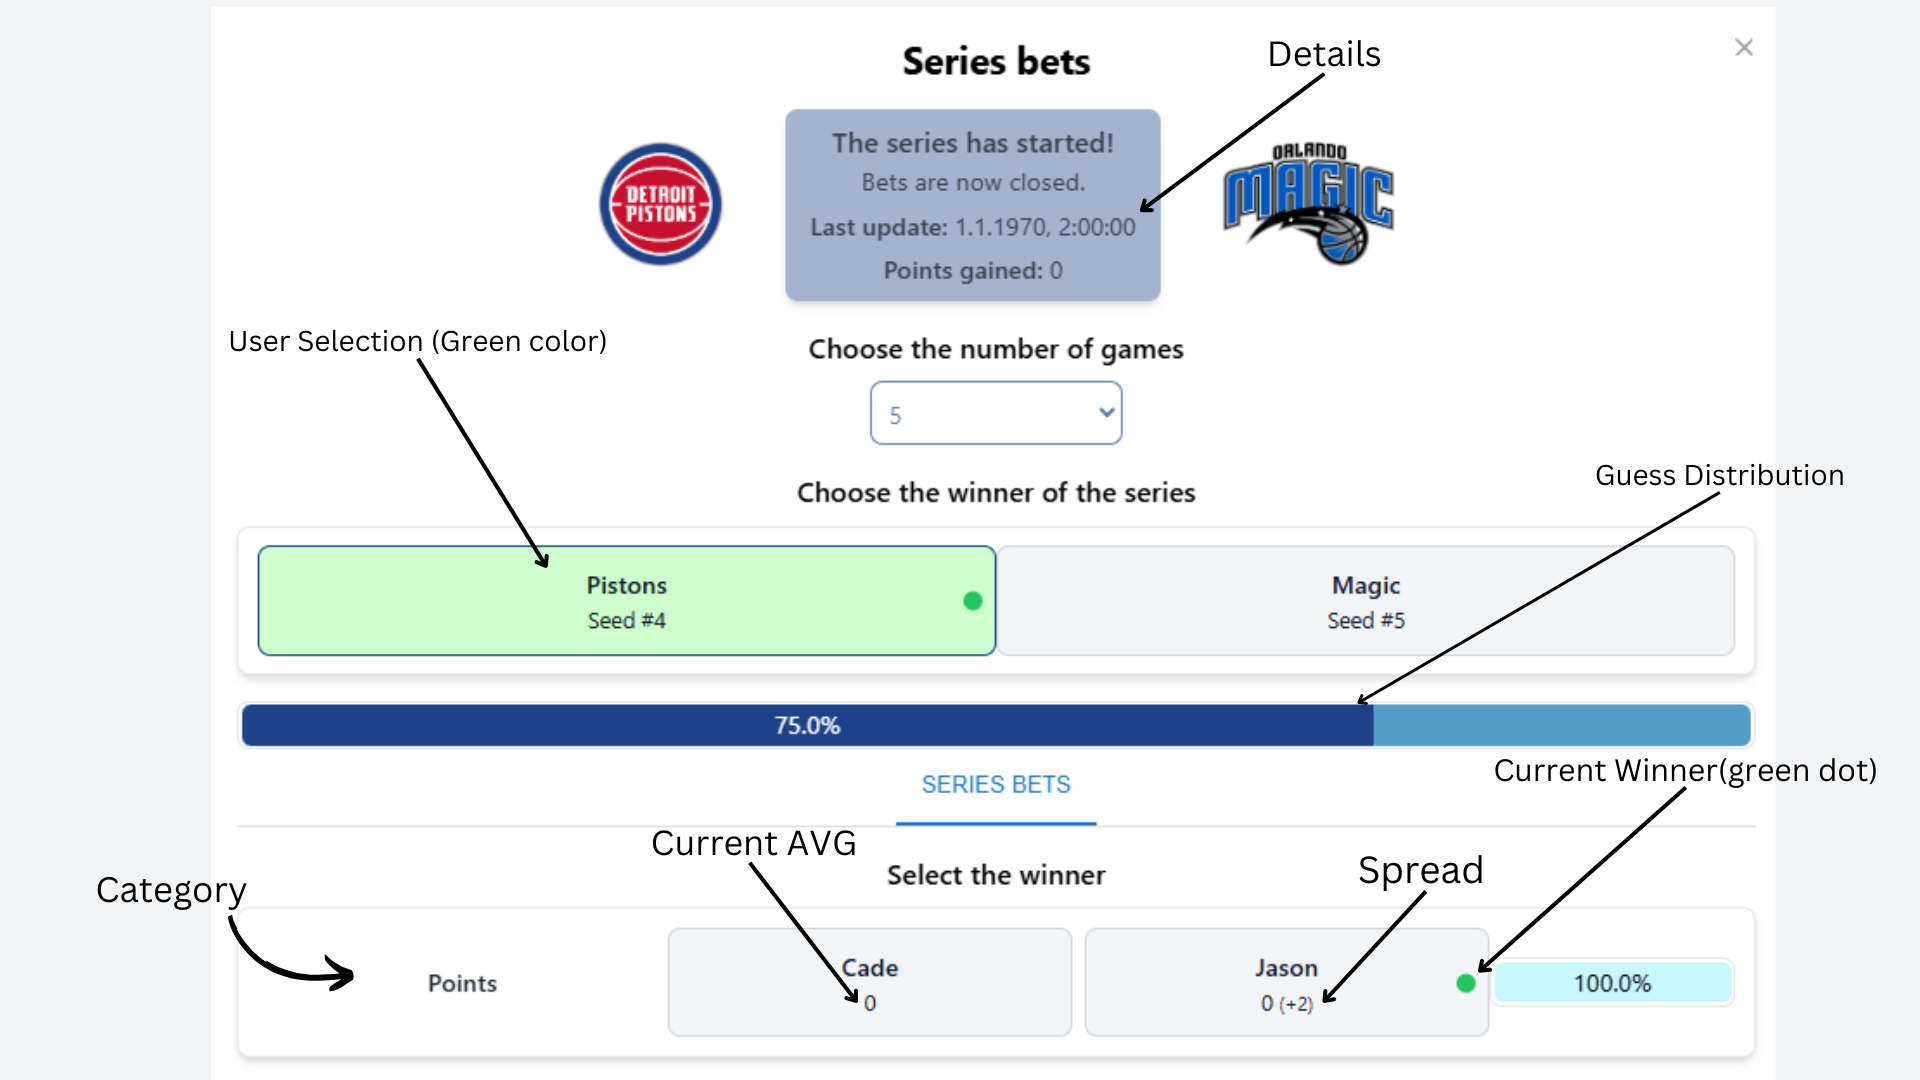 Series bets
Details
DETROIT
PISTONS
The series has started!
Bets are now closed.
Last update: 1.1.1970, 2:00:00
Points gained: 0
ORLANDO
MAGIC
User Selection (Green color)
Choose the number of games
5
Guess Distribution
Choose the winner of the series
Pistons
Seed #4
Magic
Seed #5
75.0%
Current Winner(green dot)
SERIES BETS
Current AVG
Spread
Select the winner
Category
Points
Cade
0
Jason
0 (+2)
100.0%